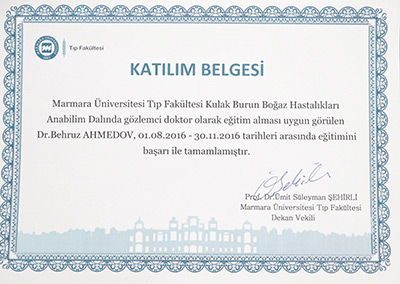 Tıp Fakültesi
KATILIM BELGESİ
Marmara Üniversitesi Tıp Fakültesi Kulak Burun Boğaz Hastalıkları
Anabilim Dalında gözlemci doktor olarak eğitim alması uygun görülen
Dr.Behruz AHMEDOV, 01.08.2016 - 30.11.2016 tarihleri arasında eğitimini
başarı ile tamamlamıştır.
Prof. Dr.Ümit Süleyman ŞEHİRLİ
Marmara Üniversitesi Tıp Fakültesi
Dekan Vekili